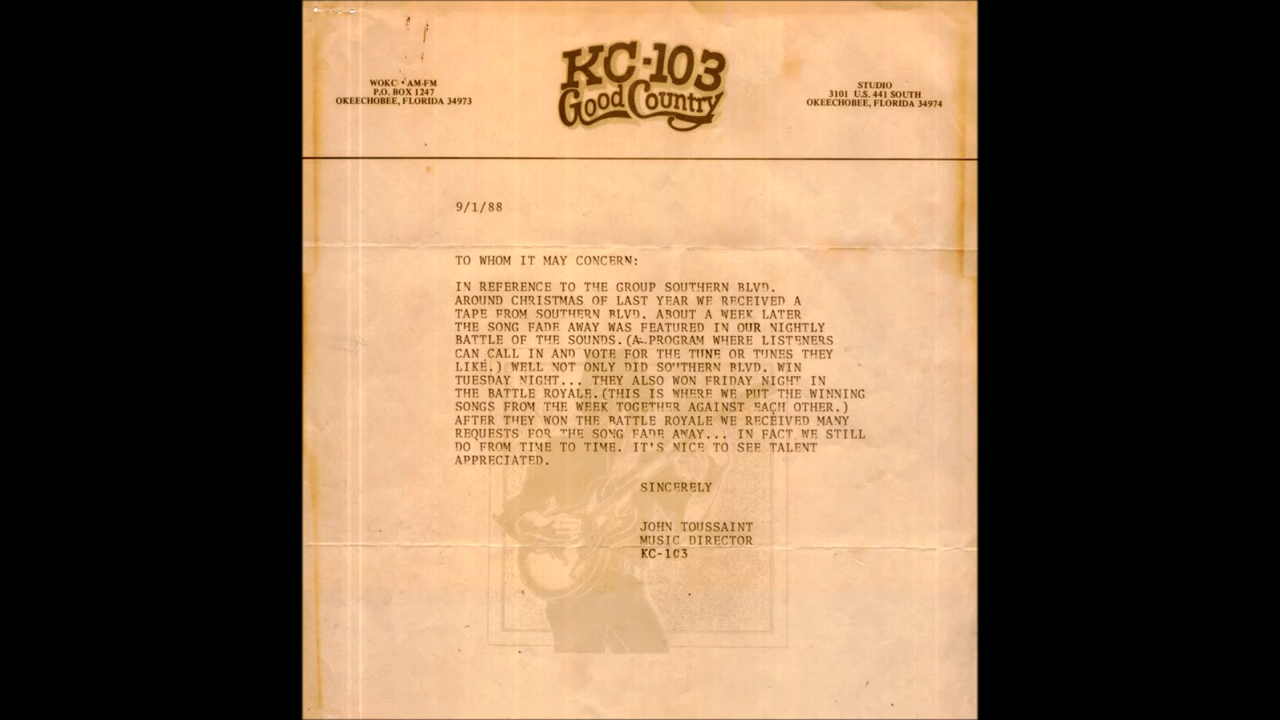 WOKC • AM-FM
P.O. BOX 1247
OKEECHOBEE, FLORIDA 34973
KC-103
Good Country
STUDIO
3101 U.S. 441 SOUTH
OKEECHOBEE, FLORIDA 34974
9/1/88
TO WHOM IT MAY CONCERN:
IN REFERENCE TO THE GROUP SOUTHERN BLVD.
AROUND CHRISTMAS OF LAST YEAR WE RECEIVED A
TAPE FROM SOUTHERN BLVD. ABOUT A WEEK LATER
THE SONG FADE AWAY WAS FEATURED IN OUR NIGHTLY
BATTLE OF THE SOUNDS.(A PROGRAM WHERE LISTENERS
CAN CALL IN AND VOTE FOR THE TUNE OR TUNES THEY
LIKE.) WELL NOT ONLY DID SOUTHERN BLVD. WIN
TUESDAY NIGHT... THEY ALSO WON FRIDAY NIGHT IN
THE BATTLE ROYALE.(THIS IS WHERE WE PUT THE WINNING
SONGS FROM THE WEEK TOGETHER AGAINST EACH OTHER.)
AFTER THEY WON THE BATTLE ROYALE WE RECEIVED MANY
REQUESTS FOR THE SONG FADE AWAY... IN FACT WE STILL
DO FROM TIME TO TIME. IT'S NICE TO SEE TALENT
APPRECIATED.
SINCERELY
JOHN TOUSSAINT
MUSIC DIRECTOR
KC-103